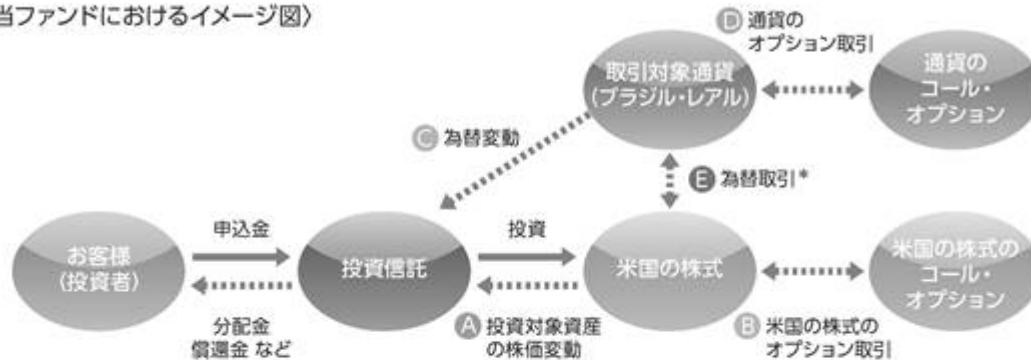 当ファンドにおけるイメージ図〉
D 通貨の
オプション取引
取引対象通貨
(ブラジル・レアル)
通貨の
コール・
オプション
C 為替変動
E 為替取引*
申込金
投資
お客様
(投資者)
投資信託
米国の株式
米国の株式の
コール・
オプション
分配金
償還金 など
A 投資対象資産
の株価変動
B 米国の株式の
オプション取引